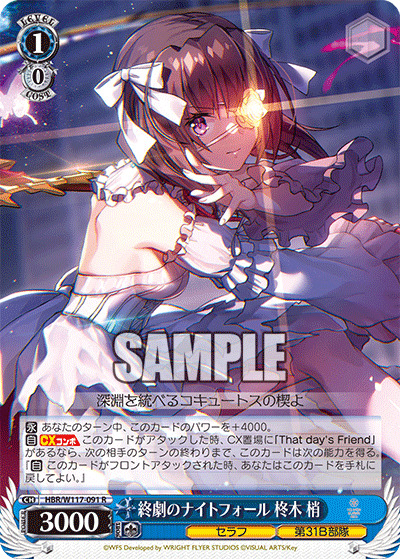 LEVEL
1
0
COST
SAMPLE
深淵を統べるコキュートスの楔よ
永 あなたのターン中、このカードのパワーを+4000。
自 CXコンボ このカードがアタックした時、CX置場に「That day's Friend」
があるなら、次の相手のターンの終わりまで、このカードは次の能力を得る。
『自 このカードがフロントアタックされた時、あなたはこのカードを手札に
戻してよい。』
CH HBR/W117-091 R
3000
終劇のナイトフォール 柊木 梢
セラフ
第31B部隊
©WFS Developed by WRIGHT FLYER STUDIOS ©VISUAL ARTS/Key